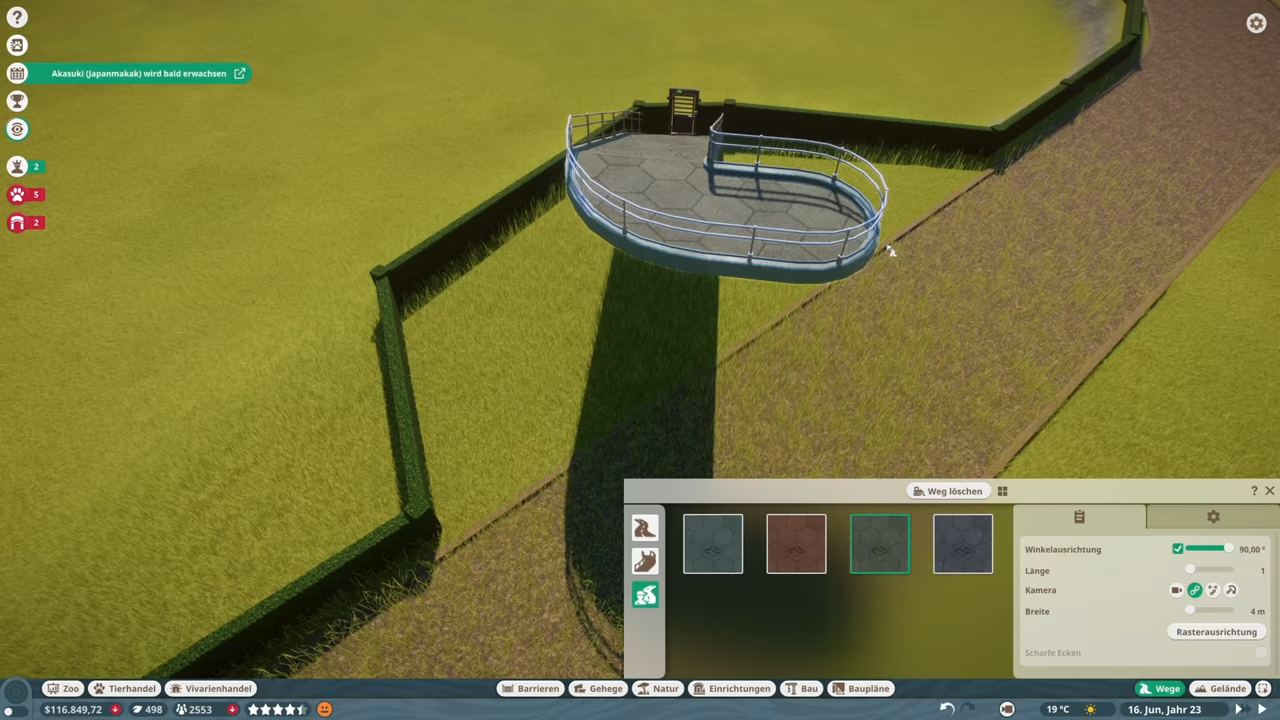 ?
Akasuki (Japanmakak) wird bald erwachsen
2
5
2
Weg löschen
?
Winkelausrichtung 90,00 °
Länge 1
Kamera
Breite 4 m
Rasterausrichtung
Scharfe Ecken
Zoo Tierhandel Vivarienhandel Barrieren Gehege Natur Einrichtungen Bau Baupläne Wege Gelände
$116.849,72 498 2553 19 °C 16. Jun, Jahr 23